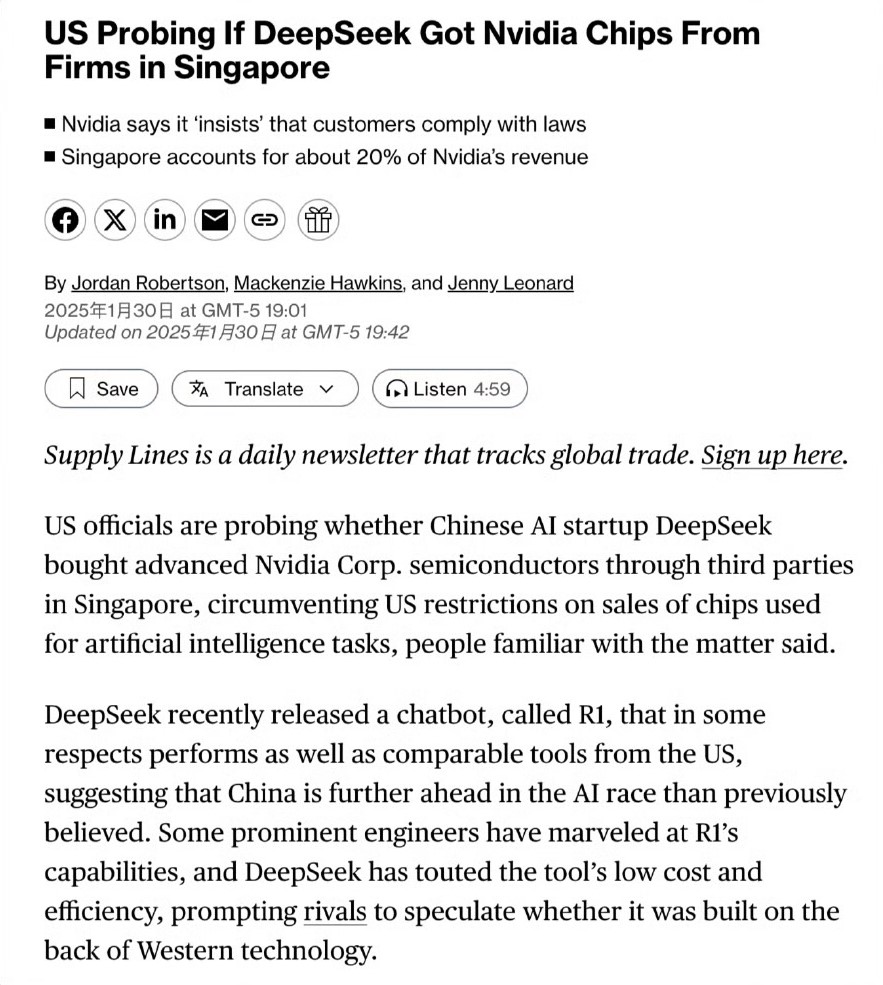 US Probing If DeepSeek Got Nvidia Chips From
Firms in Singapore
■ Nvidia says it ‘insists’ that customers comply with laws
■ Singapore accounts for about 20% of Nvidia’s revenue
By Jordan Robertson, Mackenzie Hawkins, and Jenny Leonard
2025年1月30日 at GMT-5 19:01
Updated on 2025年1月30日 at GMT-5 19:42
Save Translate Listen 4:59
Supply Lines is a daily newsletter that tracks global trade. Sign up here.
US officials are probing whether Chinese AI startup DeepSeek
bought advanced Nvidia Corp. semiconductors through third parties
in Singapore, circumventing US restrictions on sales of chips used
for artificial intelligence tasks, people familiar with the matter said.
DeepSeek recently released a chatbot, called R1, that in some
respects performs as well as comparable tools from the US,
suggesting that China is further ahead in the AI race than previously
believed. Some prominent engineers have marveled at R1’s
capabilities, and DeepSeek has touted the tool’s low cost and
efficiency, prompting rivals to speculate whether it was built on the
back of Western technology.